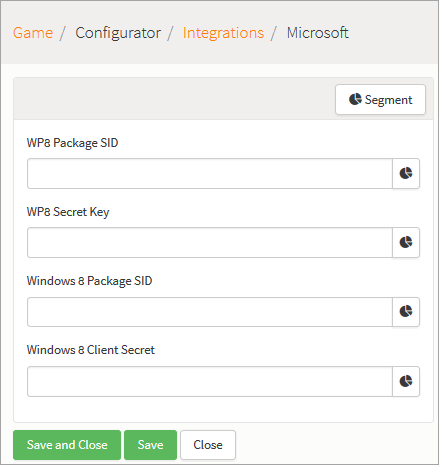 Game / Configurator / Integrations / Microsoft
Segment
WP8 Package SID
WP8 Secret Key
Windows 8 Package SID
Windows 8 Client Secret
Save and Close Save Close